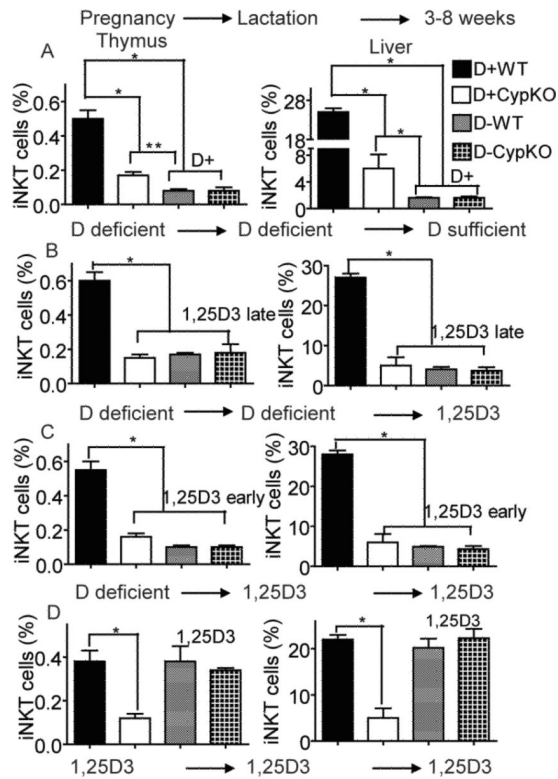 Pregnancy → Lactation → 3-8 weeks
Thymus Liver
A
iNKT cells (%)
0.6
0.4
0.2
0.0
*
*
**
D+
iNKT cells (%)
28
18
8
4
0
*
*
*
D+
D+WT
D+CypKO
D-WT
D-CypKO
D deficient → D deficient → D sufficient
B
iNKT cells (%)
0.6
0.4
0.2
0.0
*
1,25D3 late
iNKT cells (%)
30
20
10
0
*
1,25D3 late
D deficient → D deficient → 1,25D3
C
iNKT cells (%)
0.6
0.4
0.2
0.0
*
1,25D3 early
iNKT cells (%)
30
20
10
0
*
1,25D3 early
D deficient → 1,25D3 → 1,25D3
D
iNKT cells (%)
0.4
0.2
0.0
*
1,25D3
iNKT cells (%)
20
10
0
*
1,25D3
1,25D3 → 1,25D3 → 1,25D3